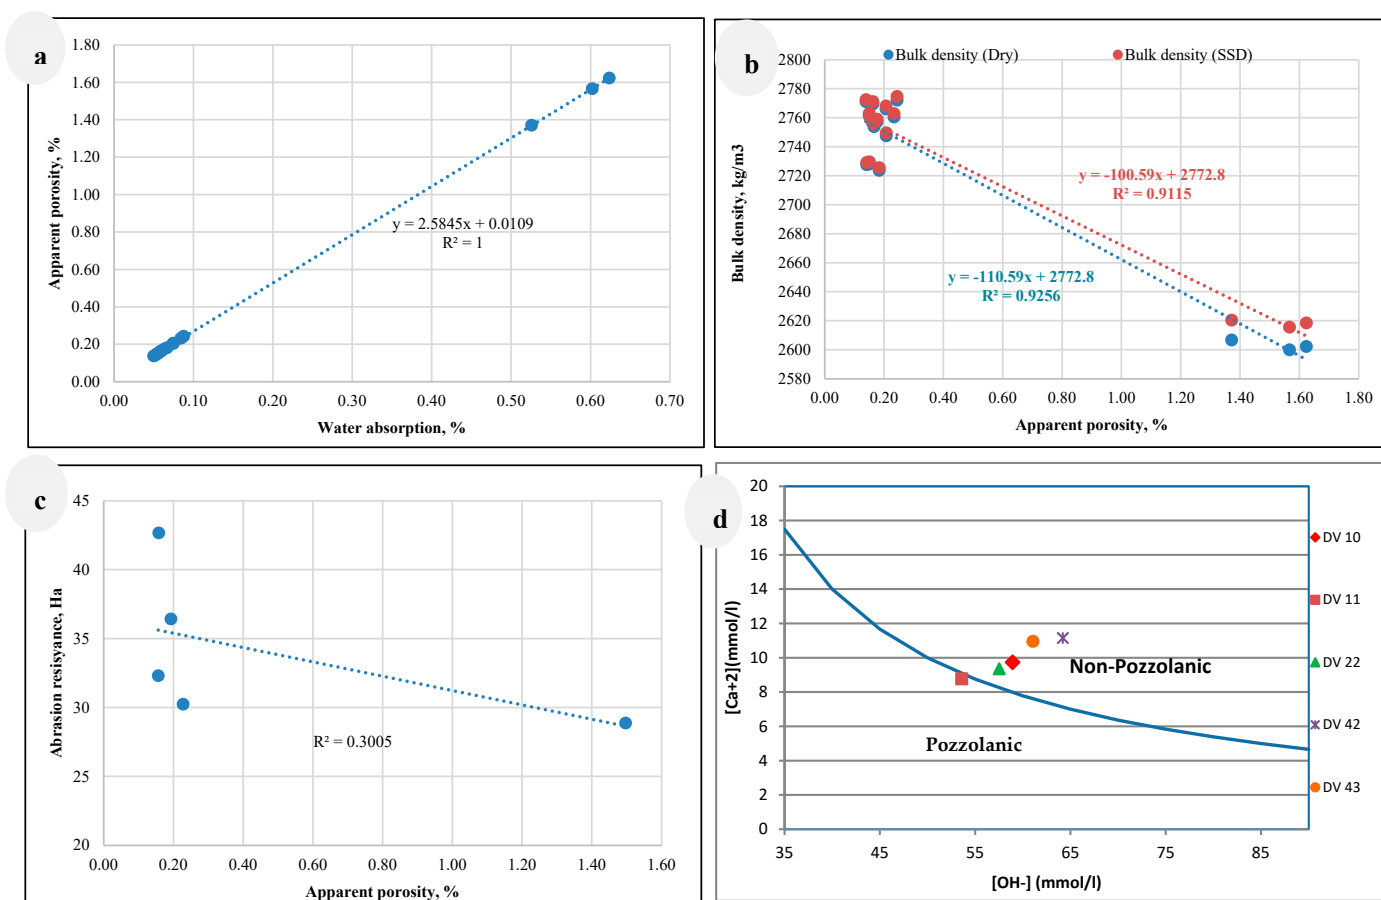 a
1.80
1.60
1.40
1.20
1.00
0.80
0.60
0.40
0.20
0.00
Apparent porosity, %
y = 2.5845x + 0.0109
R² = 1
0.00 0.10 0.20 0.30 0.40 0.50 0.60 0.70
Water absorption, %
b
Bulk density (Dry) Bulk density (SSD)
2800
2780
2760
2740
2720
2700
2680
2660
2640
2620
2600
2580
Bulk density, kg/m3
y = -100.59x + 2772.8
R² = 0.9115
y = -110.59x + 2772.8
R² = 0.9256
0.00 0.20 0.40 0.60 0.80 1.00 1.20 1.40 1.60 1.80
Apparent porosity, %
c
45
40
35
30
25
20
Abrasion resisyance, Ha
R² = 0.3005
0.00 0.20 0.40 0.60 0.80 1.00 1.20 1.40 1.60
Apparent porosity, %
d
20
18
16
14
12
10
8
6
4
2
0
[Ca+2](mmol/l)
Non-Pozzolanic
Pozzolanic
35 45 55 65 75 85
[OH-] (mmol/l)
DV 10
DV 11
DV 22
DV 42
DV 43